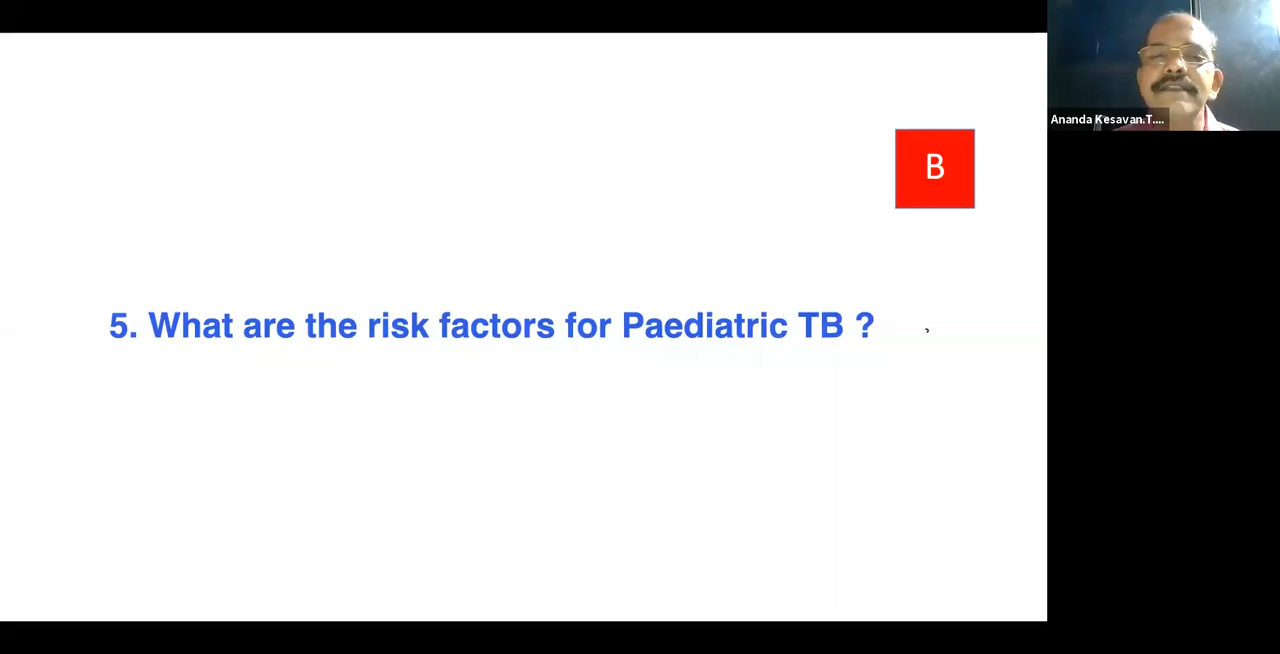 B
5. What are the risk factors for Paediatric TB ?
Ananda Kesavan.T....